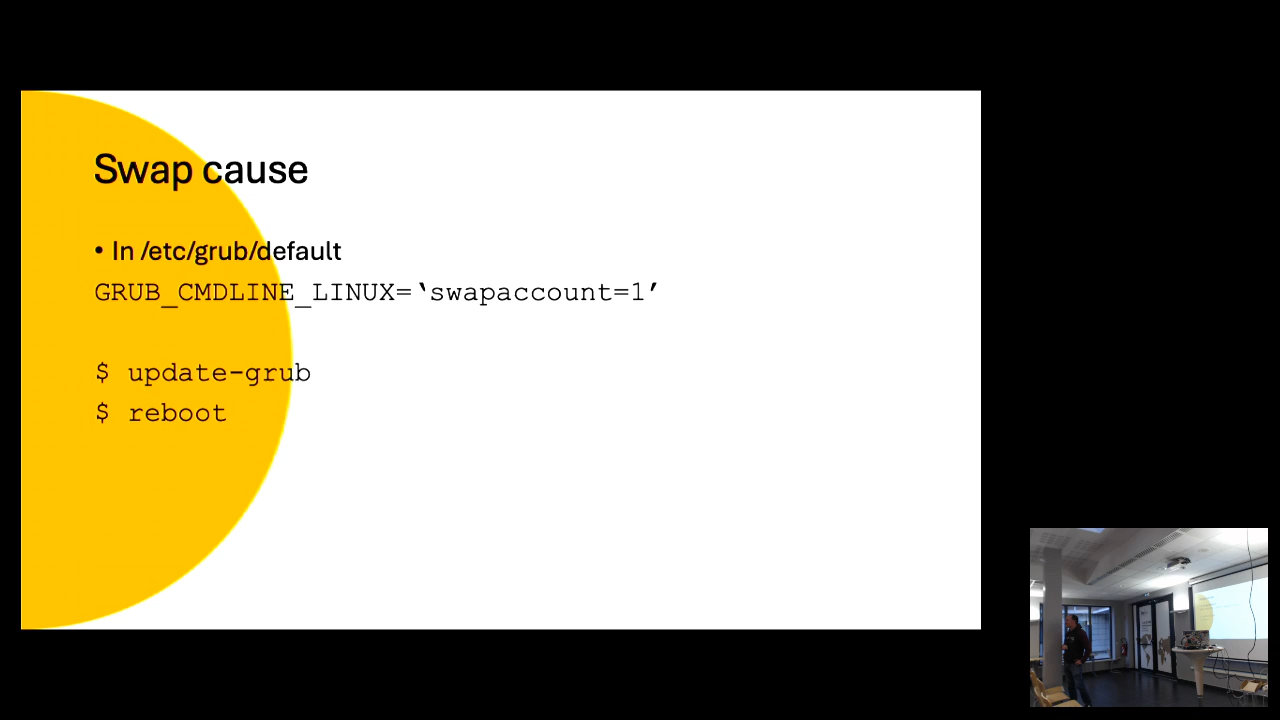 Swap cause
• In /etc/grub/default
GRUB_CMDLINE_LINUX=‘swapaccount=1’
$ update-grub
$ reboot